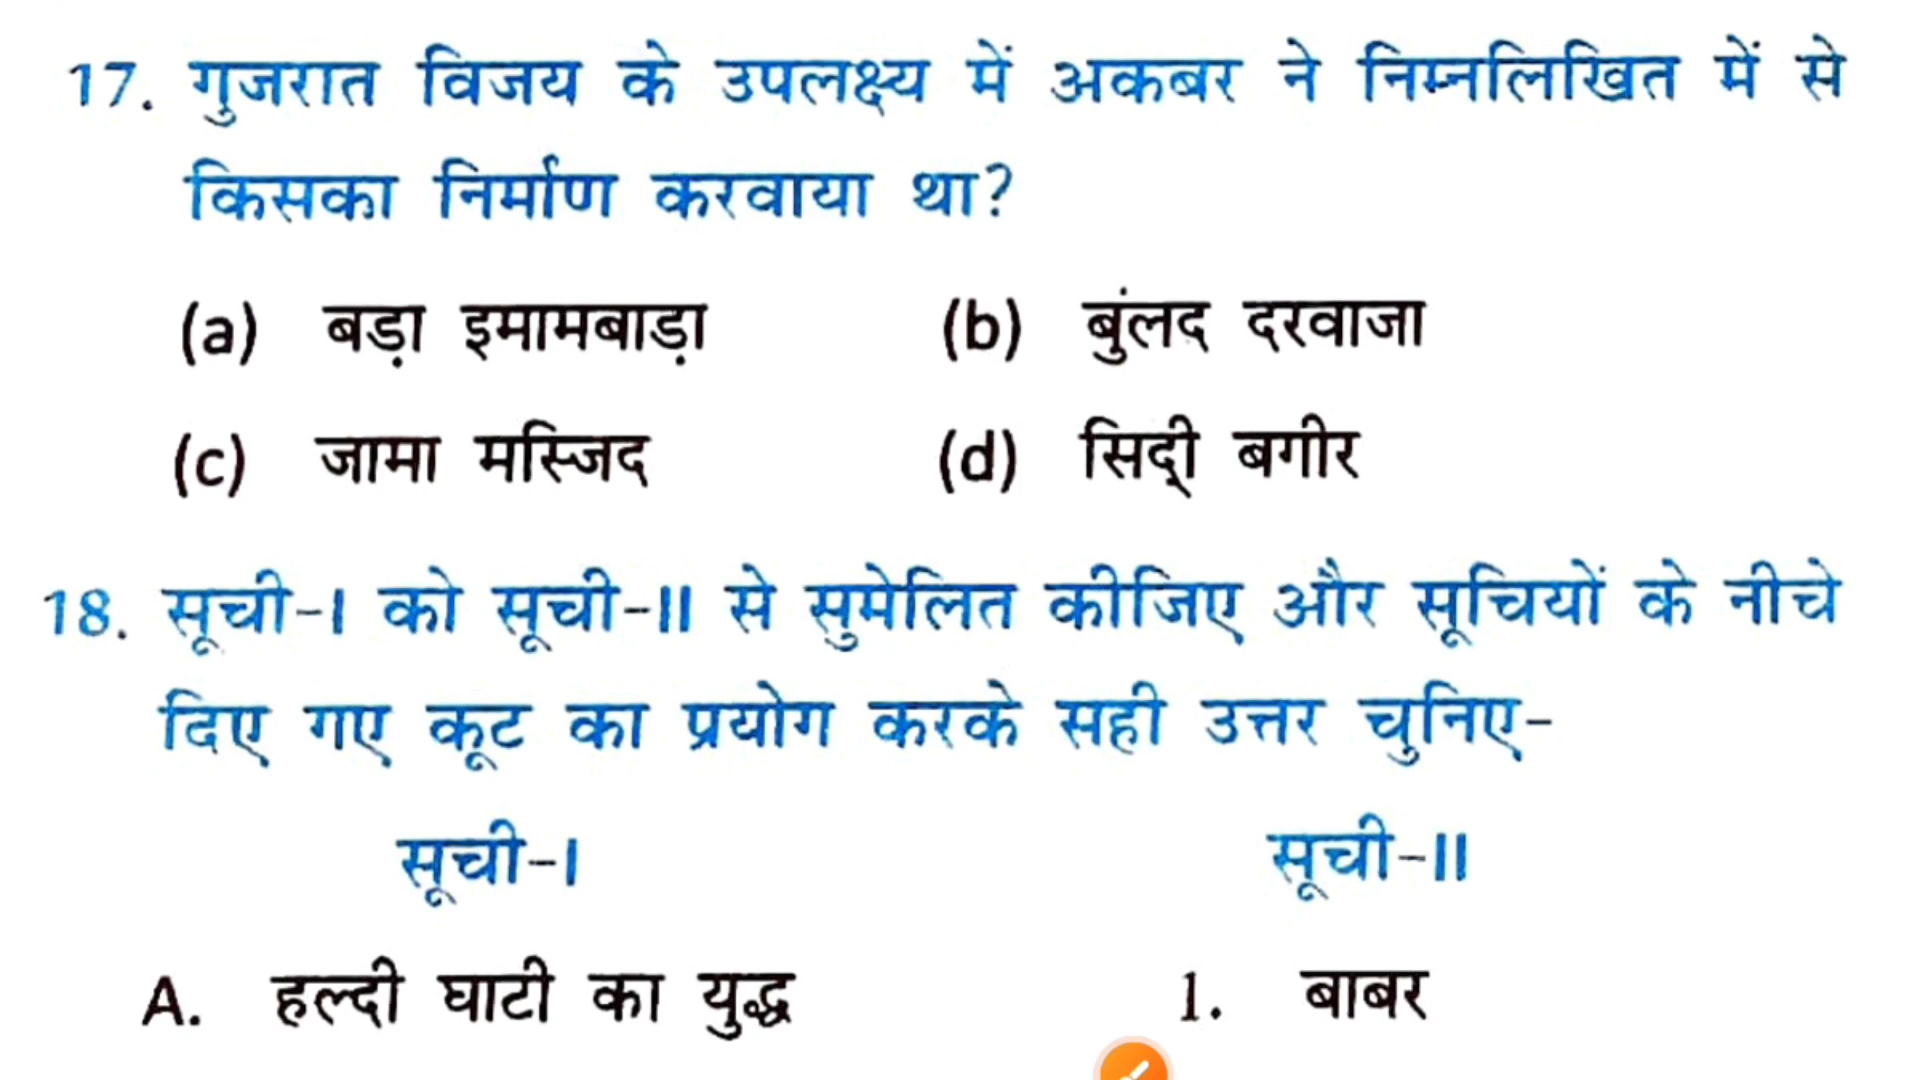 17. गुजरात विजय के उपलक्ष्य में अकबर ने निम्नलिखित में से
किसका निर्माण करवाया था?
(a) बड़ा इमामबाड़ा (b) बुंलद दरवाजा
(c) जामा मस्जिद (d) सिद्दी बगीर
18. सूची-I को सूची-II से सुमेलित कीजिए और सूचियों के नीचे
दिए गए कूट का प्रयोग करके सही उत्तर चुनिए-
सूची-I सूची-II
A. हल्दी घाटी का युद्ध 1. बाबर